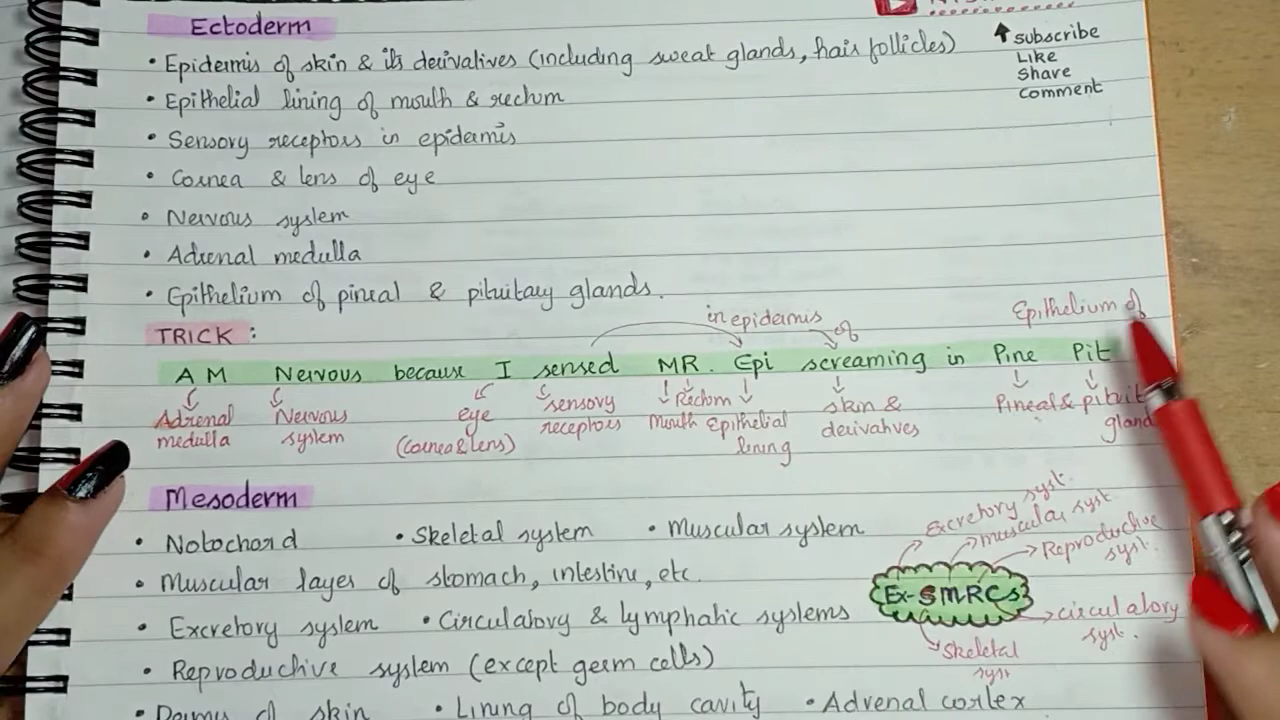 Ectoderm
• Epidermis of skin & its derivatives (including sweat glands, hair follicles)
subscribe
Like
Share
comment
• Epithelial lining of mouth & rectum
• Sensory receptors in epidermis
• Cornea & lens of eye
• Nervous system
• Adrenal medulla
• Epithelium of pineal & pituitary glands.
TRICK :
in epidermis
of
Epithelium of
AM Nervous because I sensed MR. Epi screaming in Pine Pit
Adrenal medulla
Nervous system
eye (cornea & lens)
sensory receptors
Mouth
Rectum
Epithelial lining
skin & derivatives
Pineal &
gland
Mesoderm
• Notochord • Skeletal system • Muscular system
• Muscular layer of stomach, intestine, etc.
• Excretory system • Circulatory & lymphatic systems
• Reproductive system (except germ cells)
• Dermis of skin • Lining of body cavity • Adrenal cortex
Ex-SMRCs
Excretory syst.
muscular syst
Reproductive syst.
circulatory syst.
Skeletal syst